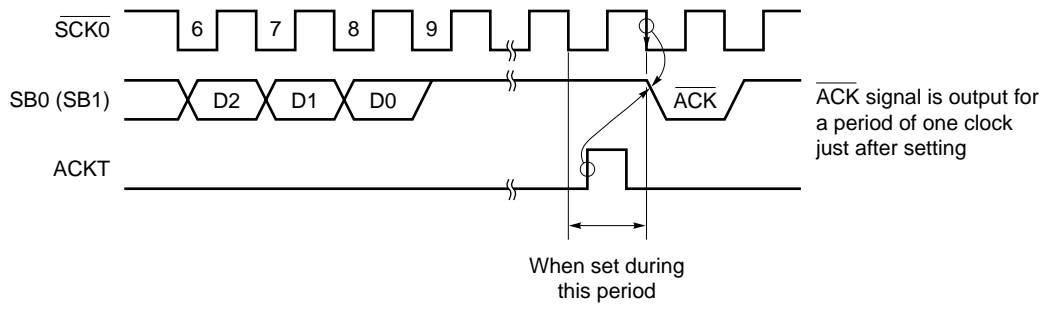 SCK0
6 7 8 9
SB0 (SB1)
D2 D1 D0
ACK
ACK signal is output for
a period of one clock
just after setting
ACKT
When set during
this period